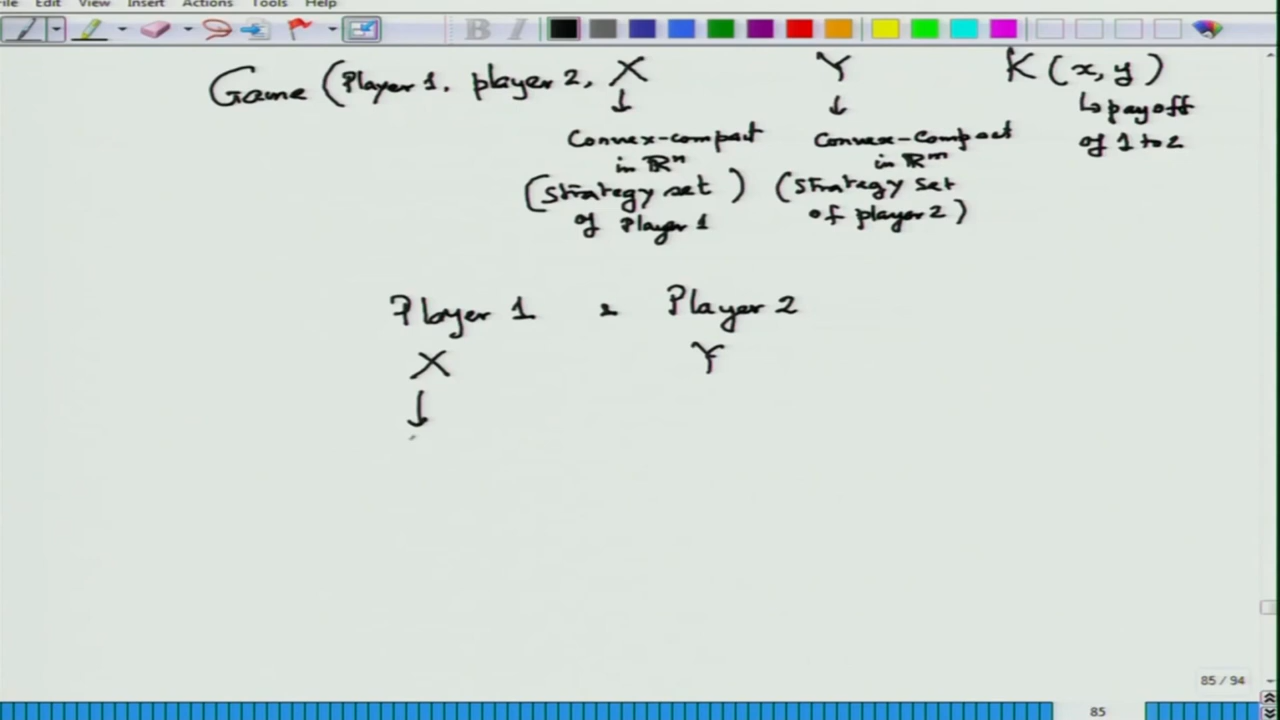 File Edit View Insert Actions Tools Help
B I
Game (Player 1, player 2, X Y K (x, y)
↓ ↓ ↳ payoff of 1 to 2
Convex-compact in ℝⁿ Convex-Compact in ℝᵐ
(Strategy set of Player 1) (Strategy set of player 2)
Player 1 & Player 2
X Y
↓
85 / 94
85